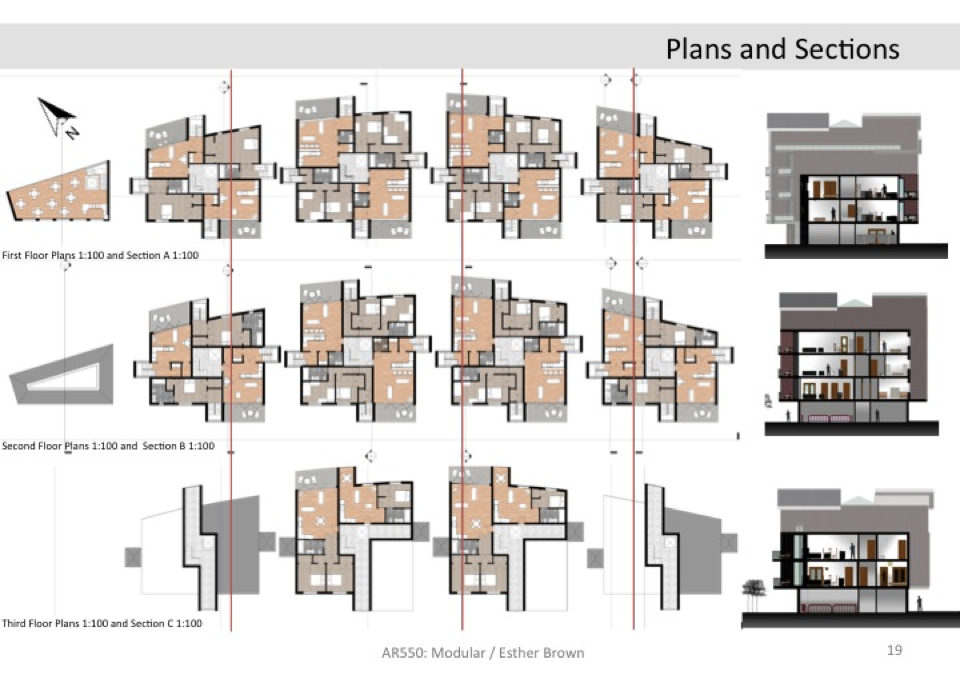 Plans and Sections
N
First Floor Plans 1:100 and Section A 1:100
Second Floor Plans 1:100 and  Section B 1:100
Third Floor Plans 1:100 and Section C 1:100
AR550: Modular / Esther Brown
19